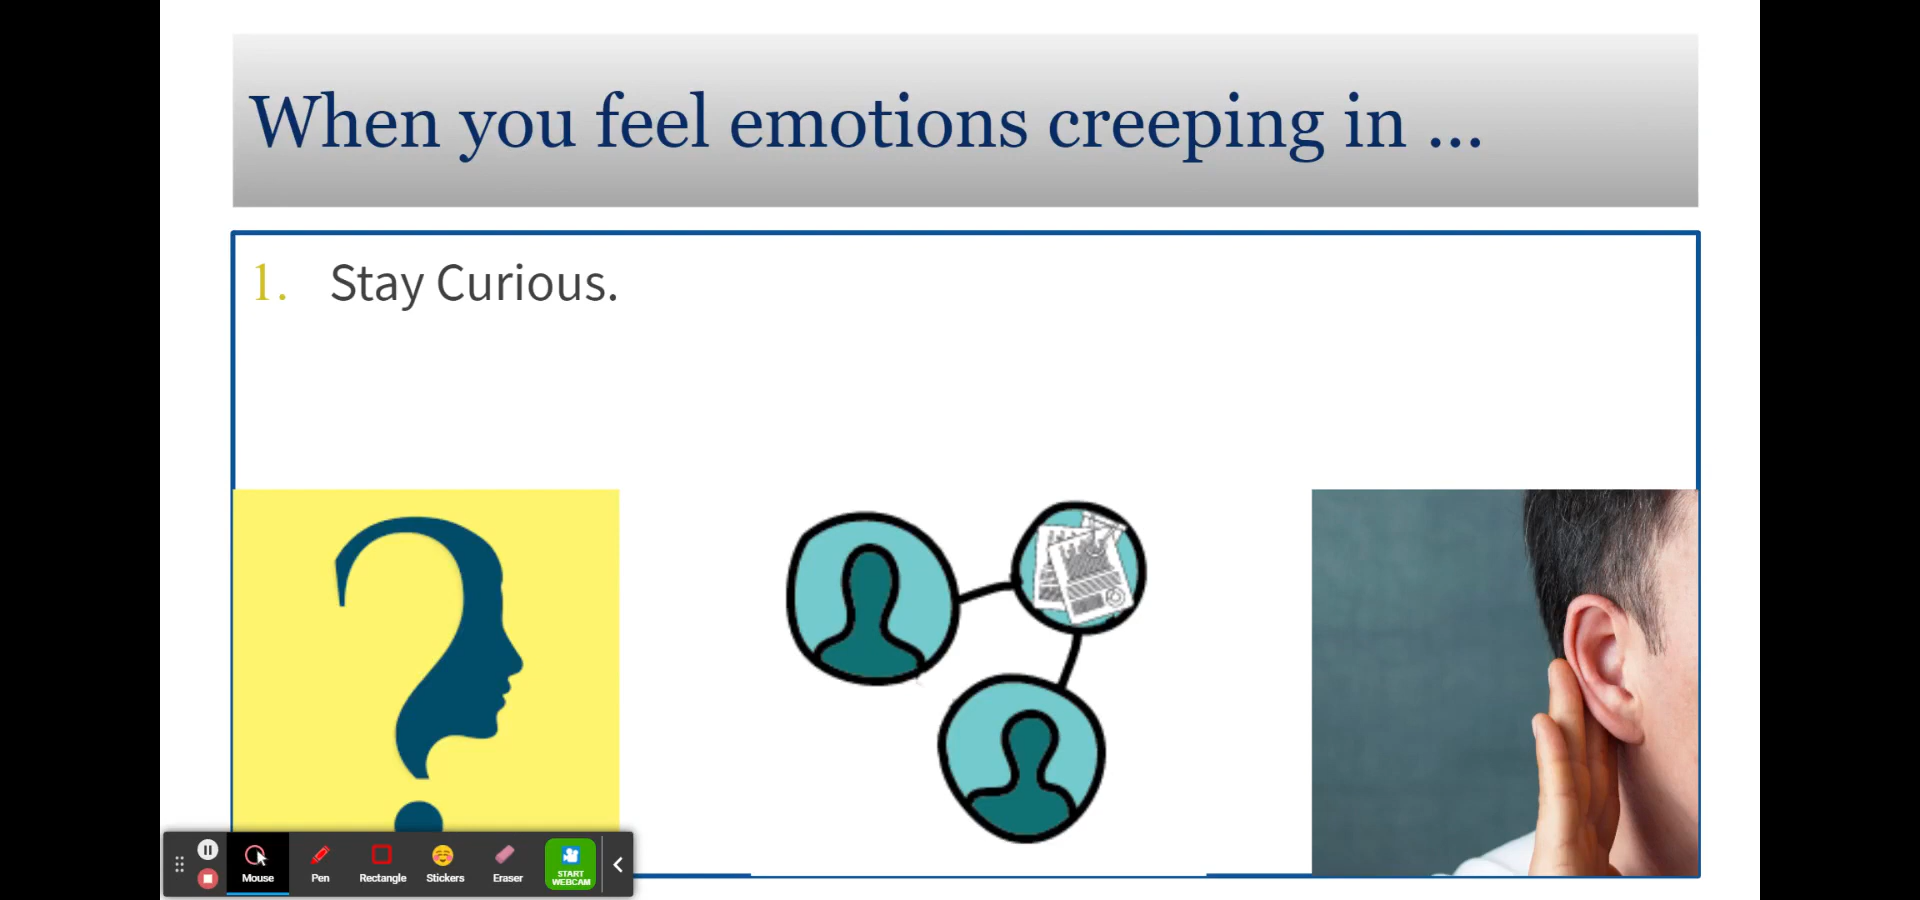 When you feel emotions creeping in ...
1. Stay Curious.
Mouse
Pen
Rectangle
Stickers
Eraser
START
WEBCAM